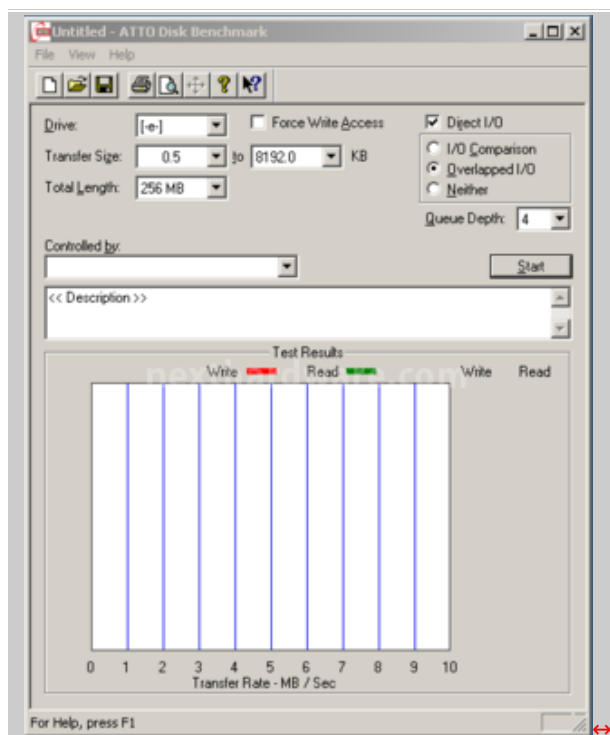 Untitled - ATTO Disk Benchmark
File View Help
Drive: [-e-] Force Write Access Direct I/O
Transfer Size: 0.5 to 8192.0 KB
I/O Comparison
Overlapped I/O
Neither
Total Length: 256 MB
Queue Depth: 4
Controlled by:
Start
<< Description >>
Test Results
Write Read Write Read
nexthardware.com
0 1 2 3 4 5 6 7 8 9 10
Transfer Rate - MB / Sec
For Help, press F1